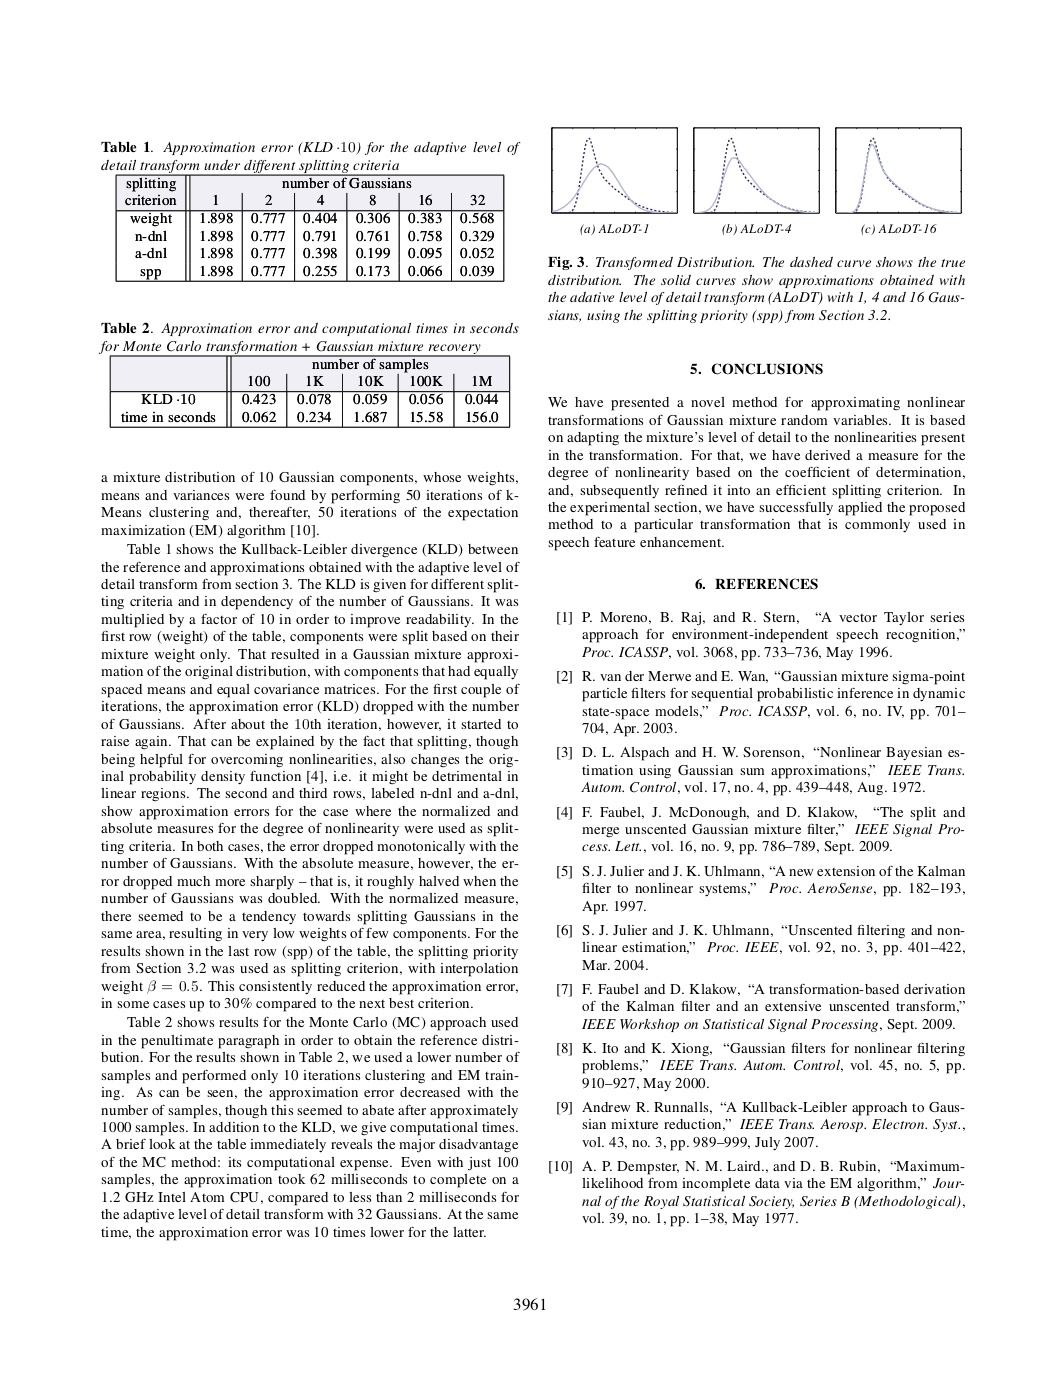 Table 1. Approximation error (KLD ·10) for the adaptive level of
detail transform under different splitting criteria
splitting number of Gaussians
criterion 1 2 4 8 16 32
weight 1.898 0.777 0.404 0.306 0.383 0.568
n-dnl 1.898 0.777 0.791 0.761 0.758 0.329
a-dnl 1.898 0.777 0.398 0.199 0.095 0.052
spp 1.898 0.777 0.255 0.173 0.066 0.039
Table 2. Approximation error and computational times in seconds
for Monte Carlo transformation + Gaussian mixture recovery
number of samples
100 1K 10K 100K 1M
KLD ·10 0.423 0.078 0.059 0.056 0.044
time in seconds 0.062 0.234 1.687 15.58 156.0
a mixture distribution of 10 Gaussian components, whose weights,
means and variances were found by performing 50 iterations of k-
Means clustering and, thereafter, 50 iterations of the expectation
maximization (EM) algorithm [10].
Table 1 shows the Kullback-Leibler divergence (KLD) between
the reference and approximations obtained with the adaptive level of
detail transform from section 3. The KLD is given for different split-
ting criteria and in dependency of the number of Gaussians. It was
multiplied by a factor of 10 in order to improve readability. In the
first row (weight) of the table, components were split based on their
mixture weight only. That resulted in a Gaussian mixture approxi-
mation of the original distribution, with components that had equally
spaced means and equal covariance matrices. For the first couple of
iterations, the approximation error (KLD) dropped with the number
of Gaussians. After about the 10th iteration, however, it started to
raise again. That can be explained by the fact that splitting, though
being helpful for overcoming nonlinearities, also changes the orig-
inal probability density function [4], i.e. it might be detrimental in
linear regions. The second and third rows, labeled n-dnl and a-dnl,
show approximation errors for the case where the normalized and
absolute measures for the degree of nonlinearity were used as split-
ting criteria. In both cases, the error dropped monotonically with the
number of Gaussians. With the absolute measure, however, the er-
ror dropped much more sharply – that is, it roughly halved when the
number of Gaussians was doubled. With the normalized measure,
there seemed to be a tendency towards splitting Gaussians in the
same area, resulting in very low weights of few components. For the
results shown in the last row (spp) of the table, the splitting priority
from Section 3.2 was used as splitting criterion, with interpolation
weight β = 0.5. This consistently reduced the approximation error,
in some cases up to 30% compared to the next best criterion.
Table 2 shows results for the Monte Carlo (MC) approach used
in the penultimate paragraph in order to obtain the reference distri-
bution. For the results shown in Table 2, we used a lower number of
samples and performed only 10 iterations clustering and EM train-
ing. As can be seen, the approximation error decreased with the
number of samples, though this seemed to abate after approximately
1000 samples. In addition to the KLD, we give computational times.
A brief look at the table immediately reveals the major disadvantage
of the MC method: its computational expense. Even with just 100
samples, the approximation took 62 milliseconds to complete on a
1.2 GHz Intel Atom CPU, compared to less than 2 milliseconds for
the adaptive level of detail transform with 32 Gaussians. At the same
time, the approximation error was 10 times lower for the latter.
(a) ALoDT-1 (b) ALoDT-4 (c) ALoDT-16
Fig. 3. Transformed Distribution. The dashed curve shows the true
distribution. The solid curves show approximations obtained with
the adative level of detail transform (ALoDT) with 1, 4 and 16 Gaus-
sians, using the splitting priority (spp) from Section 3.2.
5. CONCLUSIONS
We have presented a novel method for approximating nonlinear
transformations of Gaussian mixture random variables. It is based
on adapting the mixture's level of detail to the nonlinearities present
in the transformation. For that, we have derived a measure for the
degree of nonlinearity based on the coefficient of determination,
and, subsequently refined it into an efficient splitting criterion. In
the experimental section, we have successfully applied the proposed
method to a particular transformation that is commonly used in
speech feature enhancement.
6. REFERENCES
[1] P. Moreno, B. Raj, and R. Stern, “A vector Taylor series
approach for environment-independent speech recognition,”
Proc. ICASSP, vol. 3068, pp. 733–736, May 1996.
[2] R. van der Merwe and E. Wan, “Gaussian mixture sigma-point
particle filters for sequential probabilistic inference in dynamic
state-space models,” Proc. ICASSP, vol. 6, no. IV, pp. 701–
704, Apr. 2003.
[3] D. L. Alspach and H. W. Sorenson, “Nonlinear Bayesian es-
timation using Gaussian sum approximations,” IEEE Trans.
Autom. Control, vol. 17, no. 4, pp. 439–448, Aug. 1972.
[4] F. Faubel, J. McDonough, and D. Klakow, “The split and
merge unscented Gaussian mixture filter,” IEEE Signal Pro-
cess. Lett., vol. 16, no. 9, pp. 786–789, Sept. 2009.
[5] S. J. Julier and J. K. Uhlmann, “A new extension of the Kalman
filter to nonlinear systems,” Proc. AeroSense, pp. 182–193,
Apr. 1997.
[6] S. J. Julier and J. K. Uhlmann, “Unscented filtering and non-
linear estimation,” Proc. IEEE, vol. 92, no. 3, pp. 401–422,
Mar. 2004.
[7] F. Faubel and D. Klakow, “A transformation-based derivation
of the Kalman filter and an extensive unscented transform,”
IEEE Workshop on Statistical Signal Processing, Sept. 2009.
[8] K. Ito and K. Xiong, “Gaussian filters for nonlinear filtering
problems,” IEEE Trans. Autom. Control, vol. 45, no. 5, pp.
910–927, May 2000.
[9] Andrew R. Runnalls, “A Kullback-Leibler approach to Gaus-
sian mixture reduction,” IEEE Trans. Aerosp. Electron. Syst.,
vol. 43, no. 3, pp. 989–999, July 2007.
[10] A. P. Dempster, N. M. Laird., and D. B. Rubin, “Maximum-
likelihood from incomplete data via the EM algorithm,” Jour-
nal of the Royal Statistical Society, Series B (Methodological),
vol. 39, no. 1, pp. 1–38, May 1977.
3961